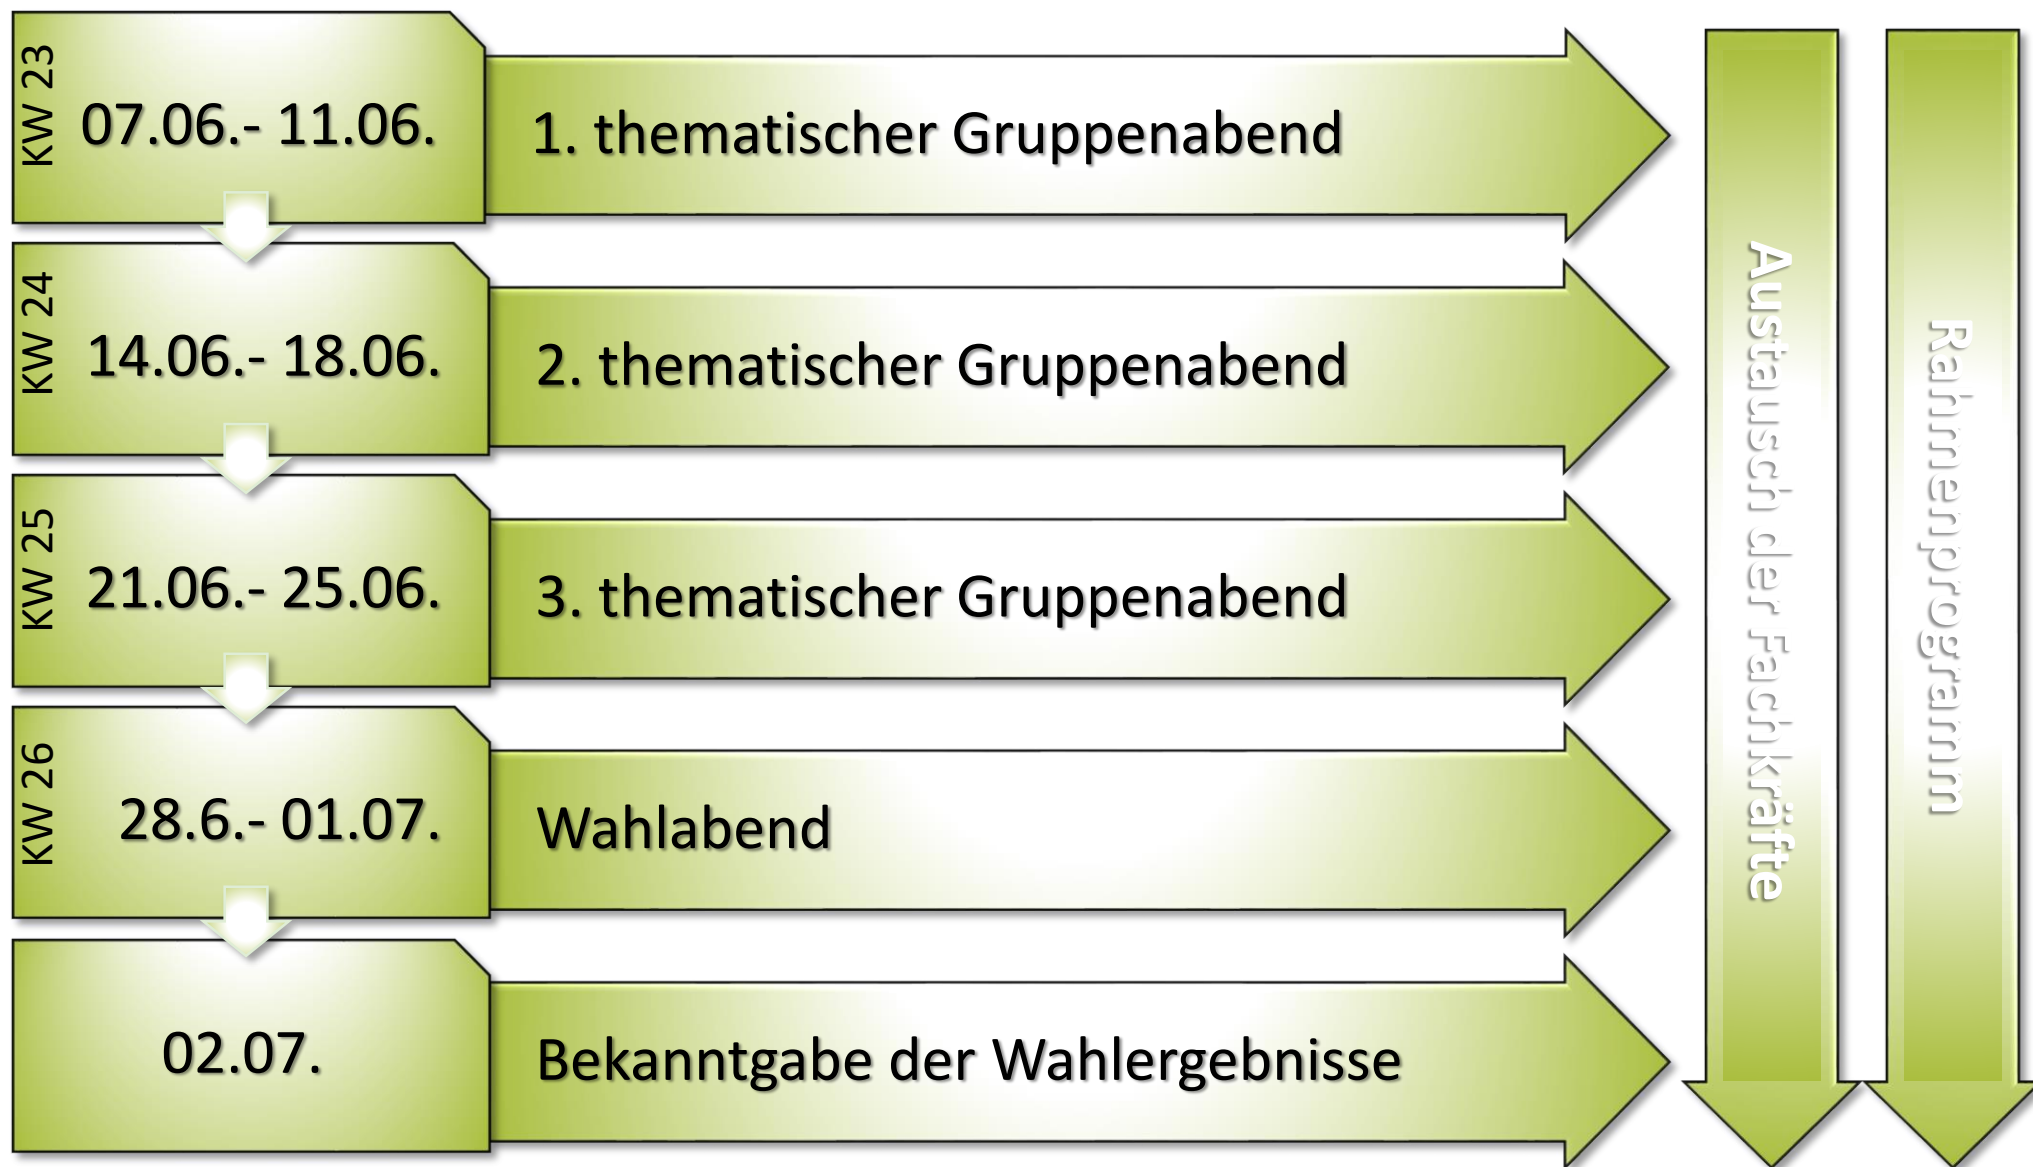 KW 23
07.06.- 11.06.
1. thematischer Gruppenabend
KW 24
14.06.- 18.06.
2. thematischer Gruppenabend
KW 25
21.06.- 25.06.
3. thematischer Gruppenabend
KW 26
28.6.- 01.07.
Wahlabend
02.07.
Bekanntgabe der Wahlergebnisse
Austausch der Fachkräfte
Rahmenprogramm